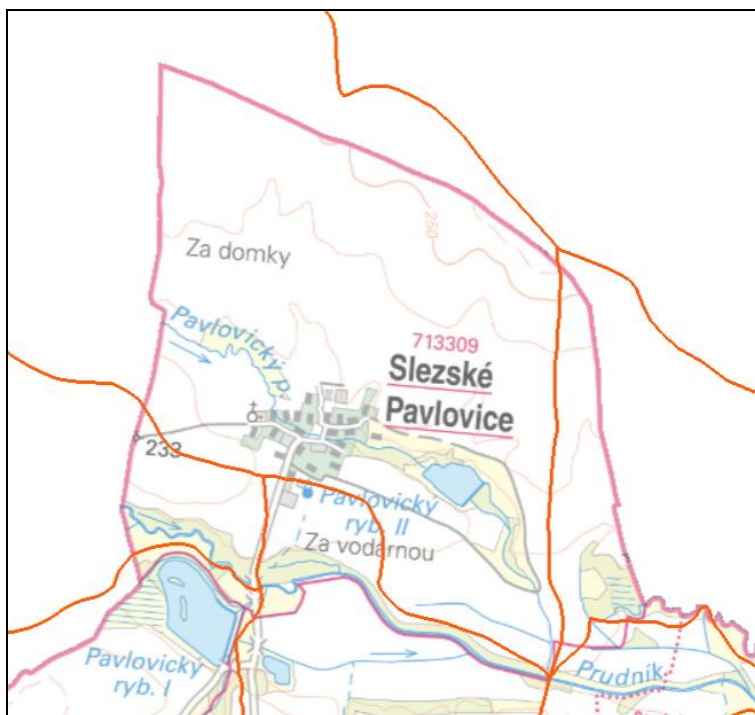 250
Za domky
Pavlovický p.
713309
Slezské
Pavlovice
233
Pavlovický
ryb. II
Za vodárnou
Pavlovický
ryb. I
Prudník